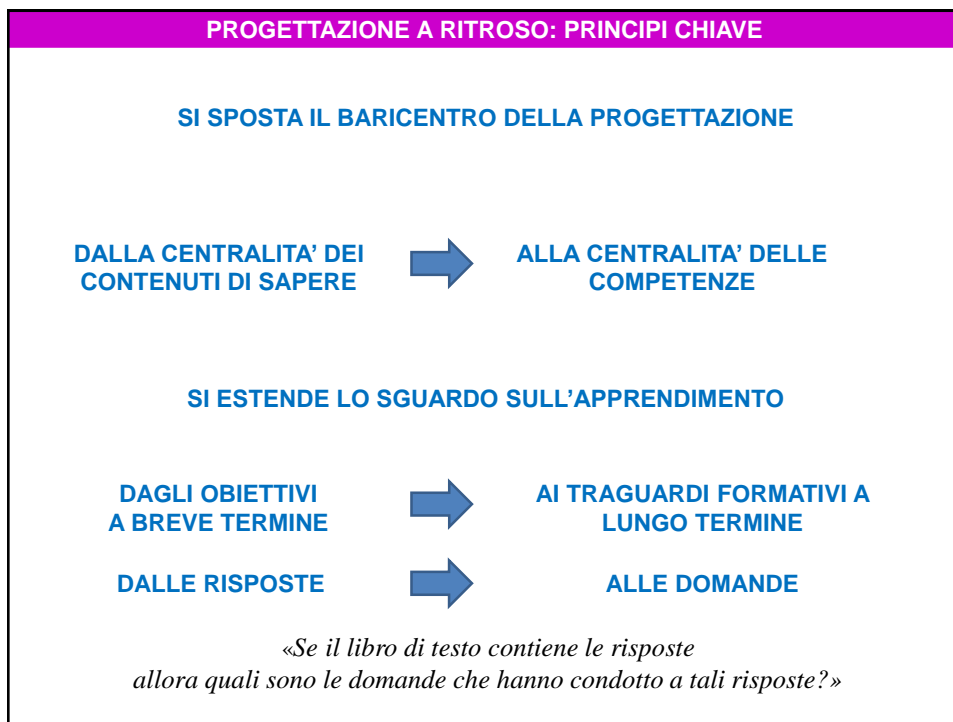 PROGETTAZIONE A RITROSO: PRINCIPI CHIAVE
SI SPOSTA IL BARICENTRO DELLA PROGETTAZIONE
DALLA CENTRALITA’ DEI
CONTENUTI DI SAPERE
ALLA CENTRALITA’ DELLE
COMPETENZE
SI ESTENDE LO SGUARDO SULL’APPRENDIMENTO
DAGLI OBIETTIVI
A BREVE TERMINE
AI TRAGUARDI FORMATIVI A
LUNGO TERMINE
DALLE RISPOSTE
ALLE DOMANDE
«Se il libro di testo contiene le risposte
allora quali sono le domande che hanno condotto a tali risposte?»